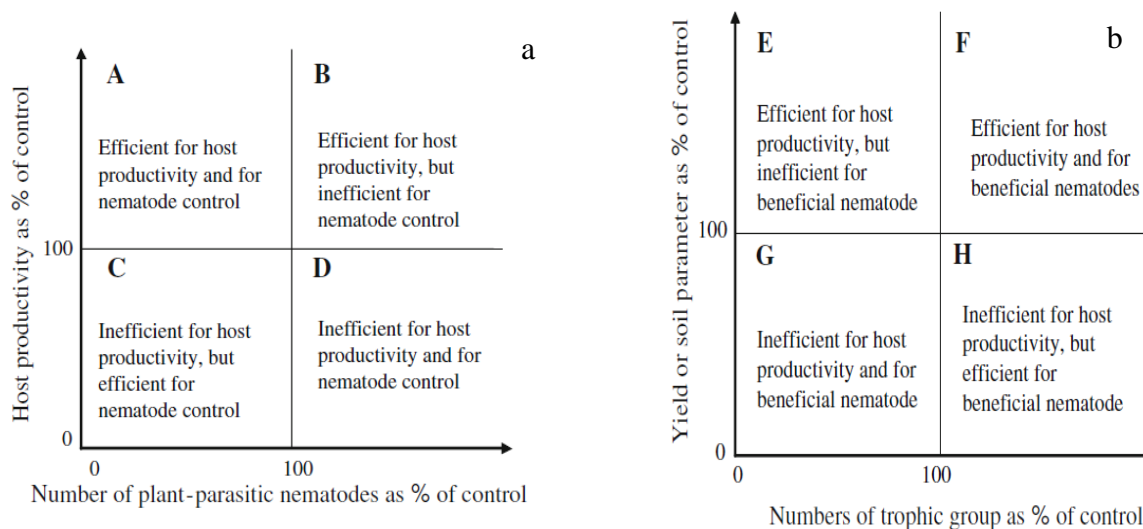 a
Host productivity as % of control
A
Efficient for host
productivity and for
nematode control
B
Efficient for host
productivity, but
inefficient for
nematode control
100
C
Inefficient for host
productivity, but
efficient for
nematode control
D
Inefficient for host
productivity and for
nematode control
0
0
100
Number of plant-parasitic nematodes as % of control
b
Yield or soil parameter as % of control
E
Efficient for host
productivity, but
inefficient for
beneficial nematode
F
Efficient for host
productivity and for
beneficial nematodes
100
G
Inefficient for host
productivity and for
beneficial nematode
H
Inefficient for host
productivity, but
efficient for
beneficial nematode
0
0
100
Numbers of trophic group as % of control